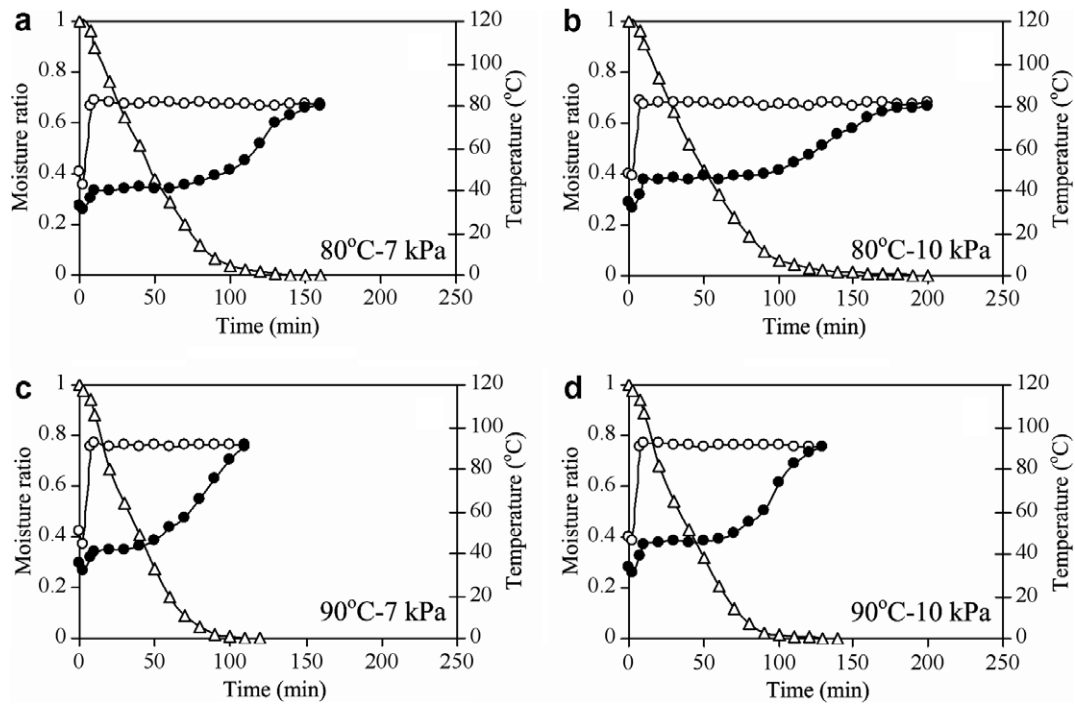 a
1
0.8
0.6
0.4
0.2
0
Moisture ratio
120
100
80
60
40
20
0
Temperature (°C)
80°C-7 kPa
0 50 100 150 200 250
Time (min)
b
1
0.8
0.6
0.4
0.2
0
Moisture ratio
120
100
80
60
40
20
0
Temperature (°C)
80°C-10 kPa
0 50 100 150 200 250
Time (min)
c
1
0.8
0.6
0.4
0.2
0
Moisture ratio
120
100
80
60
40
20
0
Temperature (°C)
90°C-7 kPa
0 50 100 150 200 250
Time (min)
d
1
0.8
0.6
0.4
0.2
0
Moisture ratio
120
100
80
60
40
20
0
Temperature (°C)
90°C-10 kPa
0 50 100 150 200 250
Time (min)